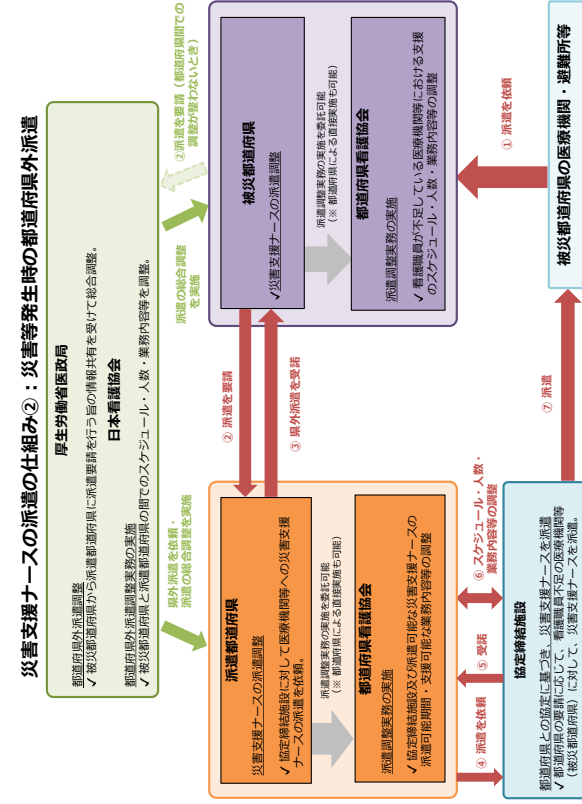 災害支援ナースの派遣の仕組み②：災害等発生時の都道府県外派遣
厚生労働省医政局
都道府県外派遣調整
✓ 被災都道府県から派遣都道府県に派遣要請を行う旨の情報共有を受けて総合調整。
日本看護協会
都道府県外派遣調整実務の実施
✓ 被災都道府県と派遣都道府県の間でのスケジュール・人数・業務内容等を調整。
県外派遣を依頼・
派遣の総合調整を実施
派遣の総合調整
を実施
②派遣を要請（都道府県間での
調整が整わないとき）
派遣都道府県
災害支援ナースの派遣調整
✓ 協定締結施設に対して医療機関等への災害支援
ナースの派遣を依頼。
派遣調整実務の実施を委託可能
（※ 都道府県による直接実施も可能）
都道府県看護協会
派遣調整実務の実施
✓ 協定締結施設及び派遣可能な災害支援ナースの
派遣可能期間・支援可能な業務内容等の調整
② 派遣を要請
③ 県外派遣を受諾
被災都道府県
✓災害支援ナースの派遣調整
派遣調整実務の実施を委託可能
（※ 都道府県による直接実施も可能）
都道府県看護協会
派遣調整実務の実施
✓ 看護職員が不足している医療機関等における支援
のスケジュール・人数・業務内容等の調整
④ 派遣を依頼
⑤ 受諾
⑥ スケジュール・人数・
業務内容等の調整
① 派遣を依頼
協定締結施設
都道府県との協定に基づき、災害支援ナースを派遣
✓ 都道府県の要請に応じて、看護職員不足の医療機関等
（被災都道府県）に対して、災害支援ナースを派遣。
⑦ 派遣
被災都道府県の医療機関・避難所等